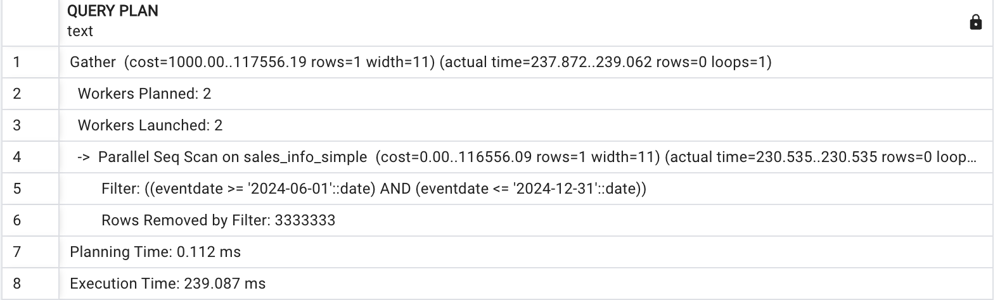 QUERY PLAN
text
1 Gather (cost=1000.00..117556.19 rows=1 width=11) (actual time=237.872..239.062 rows=0 loops=1)
2 Workers Planned: 2
3 Workers Launched: 2
4 -> Parallel Seq Scan on sales_info_simple (cost=0.00..116556.09 rows=1 width=11) (actual time=230.535..230.535 rows=0 loop...
5 Filter: ((eventdate >= '2024-06-01'::date) AND (eventdate <= '2024-12-31'::date))
6 Rows Removed by Filter: 3333333
7 Planning Time: 0.112 ms
8 Execution Time: 239.087 ms